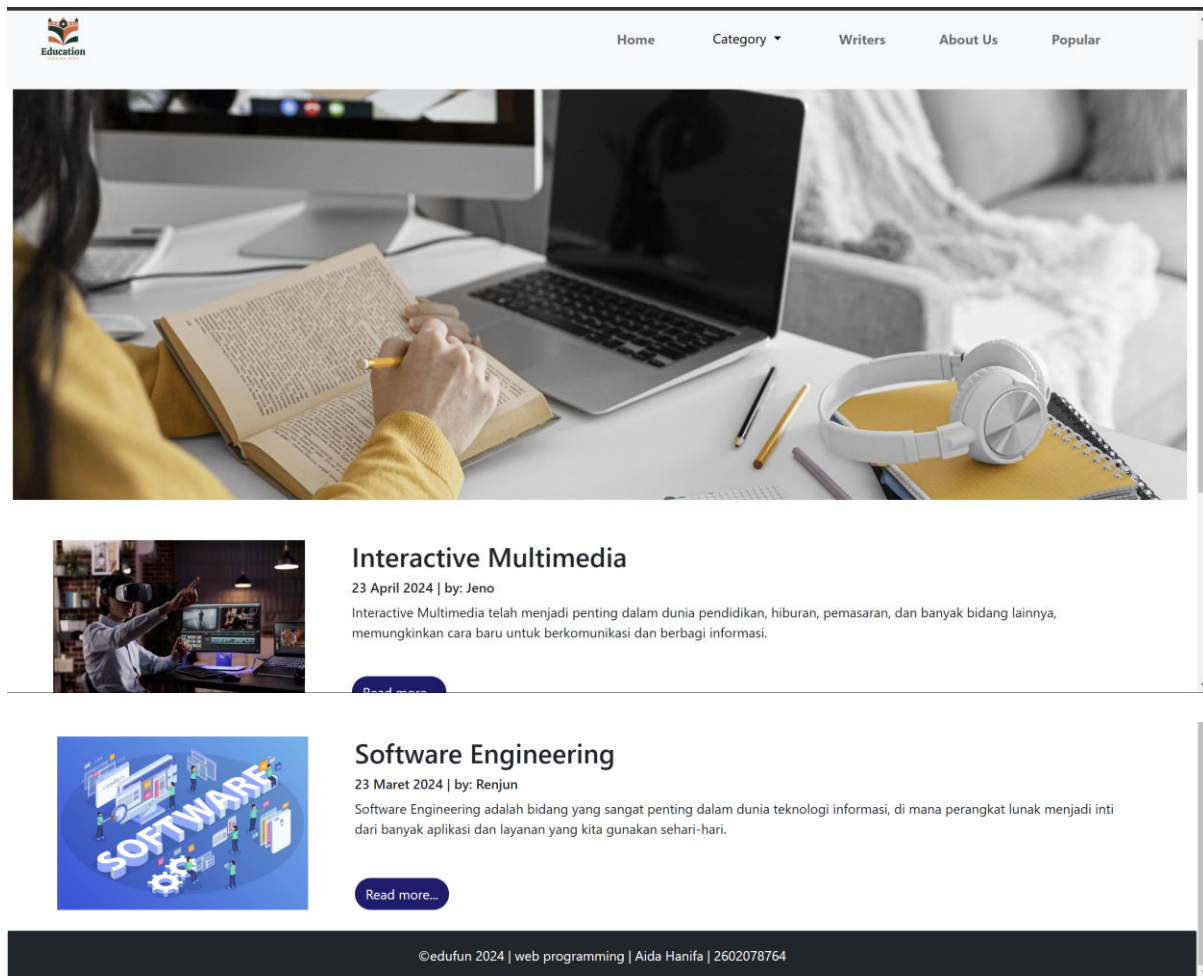 Education
Home Category Writers About Us Popular
Interactive Multimedia
23 April 2024 | by: Jeno
Interactive Multimedia telah menjadi penting dalam dunia pendidikan, hiburan, pemasaran, dan banyak bidang lainnya,
memungkinkan cara baru untuk berkomunikasi dan berbagi informasi.
Read more...
SOFTWARE
Software Engineering
23 Maret 2024 | by: Renjun
Software Engineering adalah bidang yang sangat penting dalam dunia teknologi informasi, di mana perangkat lunak menjadi inti
dari banyak aplikasi dan layanan yang kita gunakan sehari-hari.
Read more...
©edufun 2024 | web programming | Aida Hanifa | 2602078764